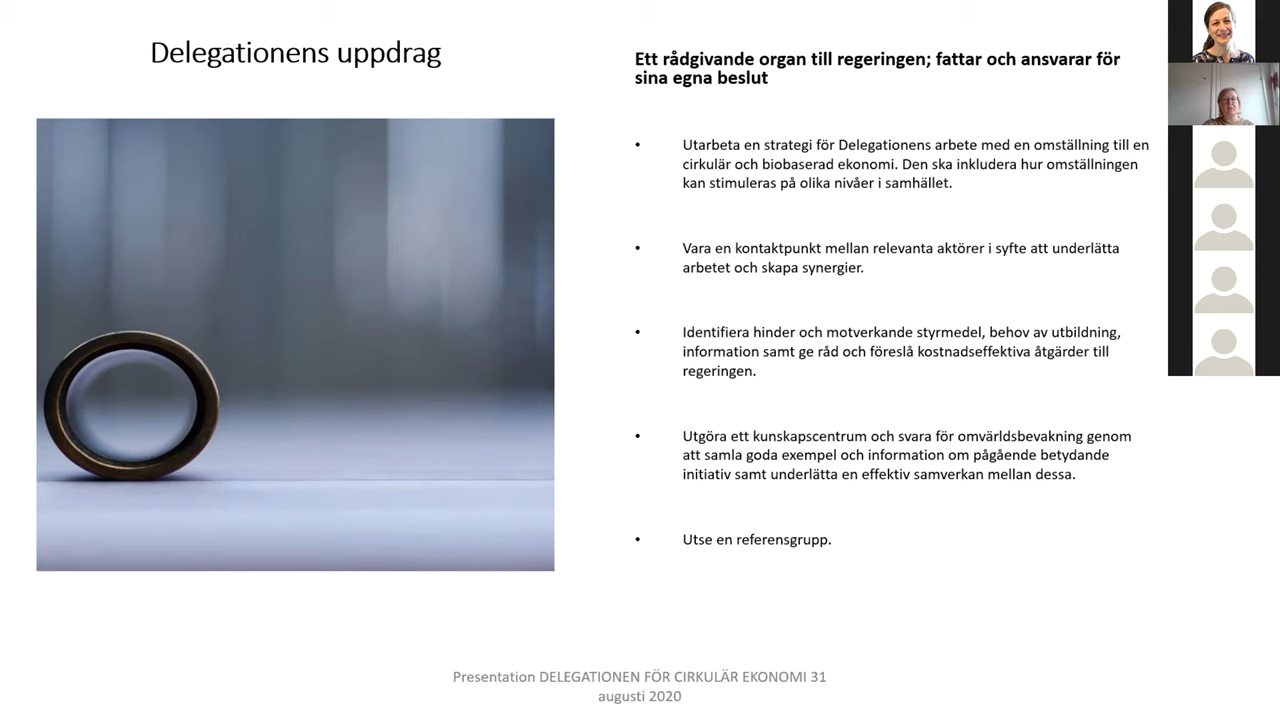 Delegationens uppdrag
Ett rådgivande organ till regeringen; fattar och ansvarar för
sina egna beslut
• Utarbeta en strategi för Delegationens arbete med en omställning till en
cirkulär och biobaserad ekonomi. Den ska inkludera hur omställningen
kan stimuleras på olika nivåer i samhället.
• Vara en kontaktpunkt mellan relevanta aktörer i syfte att underlätta
arbetet och skapa synergier.
• Identifiera hinder och motverkande styrmedel, behov av utbildning,
information samt ge råd och föreslå kostnadseffektiva åtgärder till
regeringen.
• Utgöra ett kunskapscentrum och svara för omvärldsbevakning genom
att samla goda exempel och information om pågående betydande
initiativ samt underlätta en effektiv samverkan mellan dessa.
• Utse en referensgrupp.
Presentation DELEGATIONEN FÖR CIRKULÄR EKONOMI 31
augusti 2020